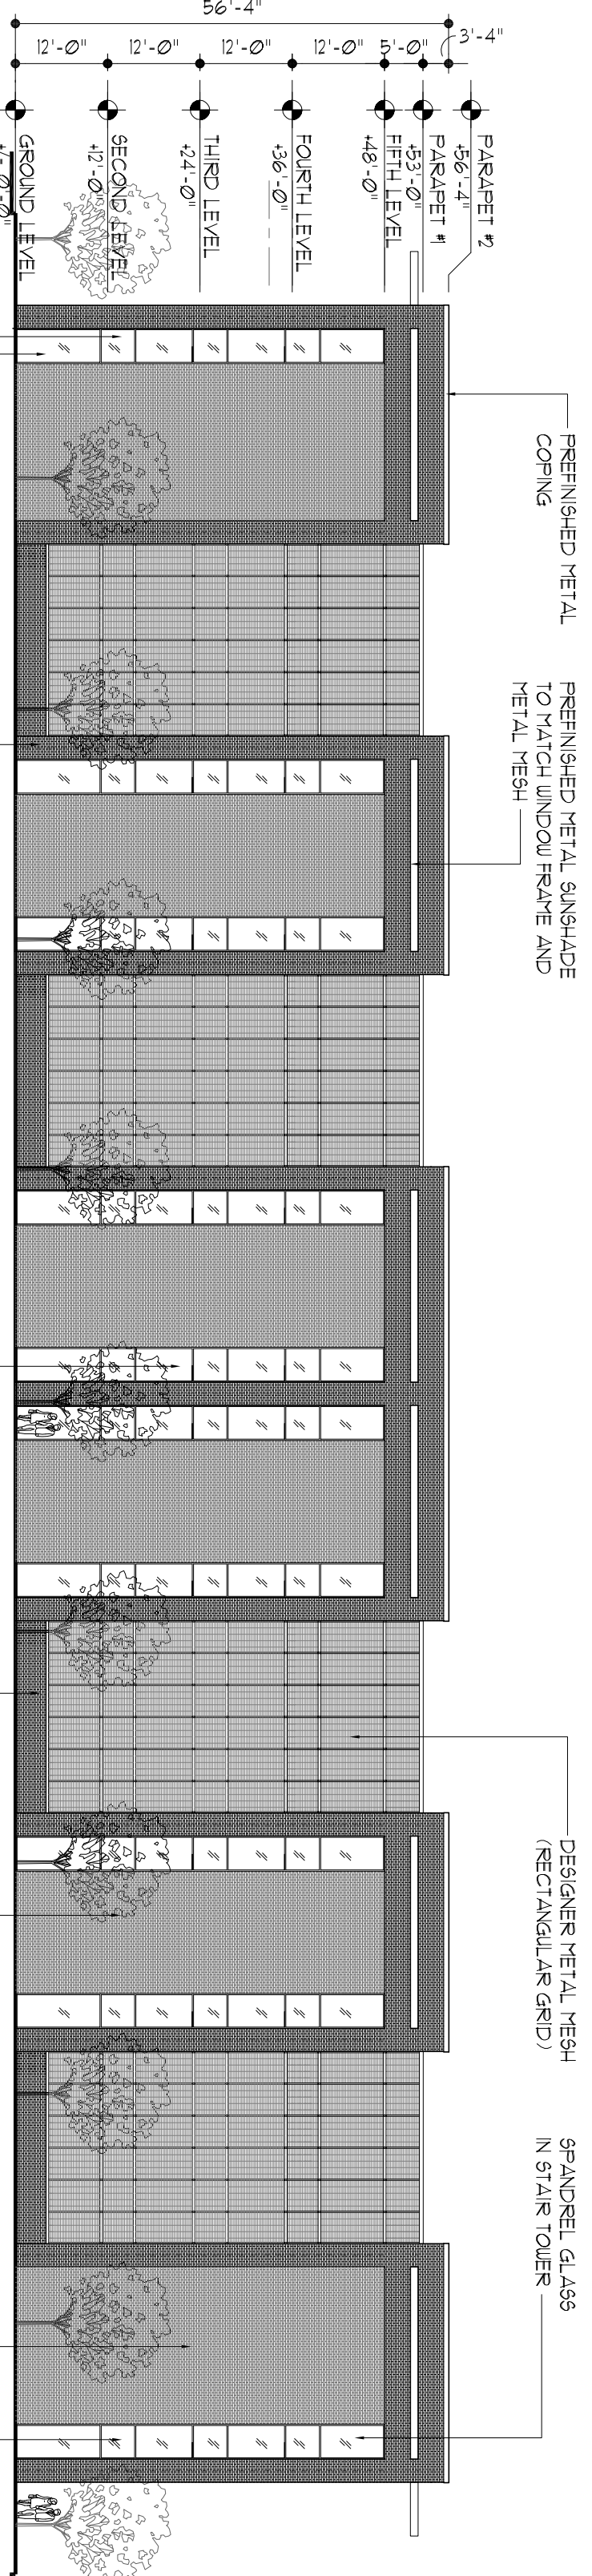 PREFINISHED METAL
COPING
PREFINISHED METAL SUNSHADE
TO MATCH WINDOW FRAME AND
METAL MESH
DESIGNER METAL MESH
(RECTANGULAR GRID)
SPANDREL GLASS
IN STAIR TOWER
PARAPET #2
+56'-4"
PARAPET #1
+53'-0"
FIFTH LEVEL
+48'-0"
FOURTH LEVEL
+36'-0"
THIRD LEVEL
+24'-0"
SECOND LEVEL
+12'-0"
GROUND LEVEL
+/- 0'-0"
3'-4"
5'-0"
12'-0"
12'-0"
12'-0"
12'-0"
56'-4"